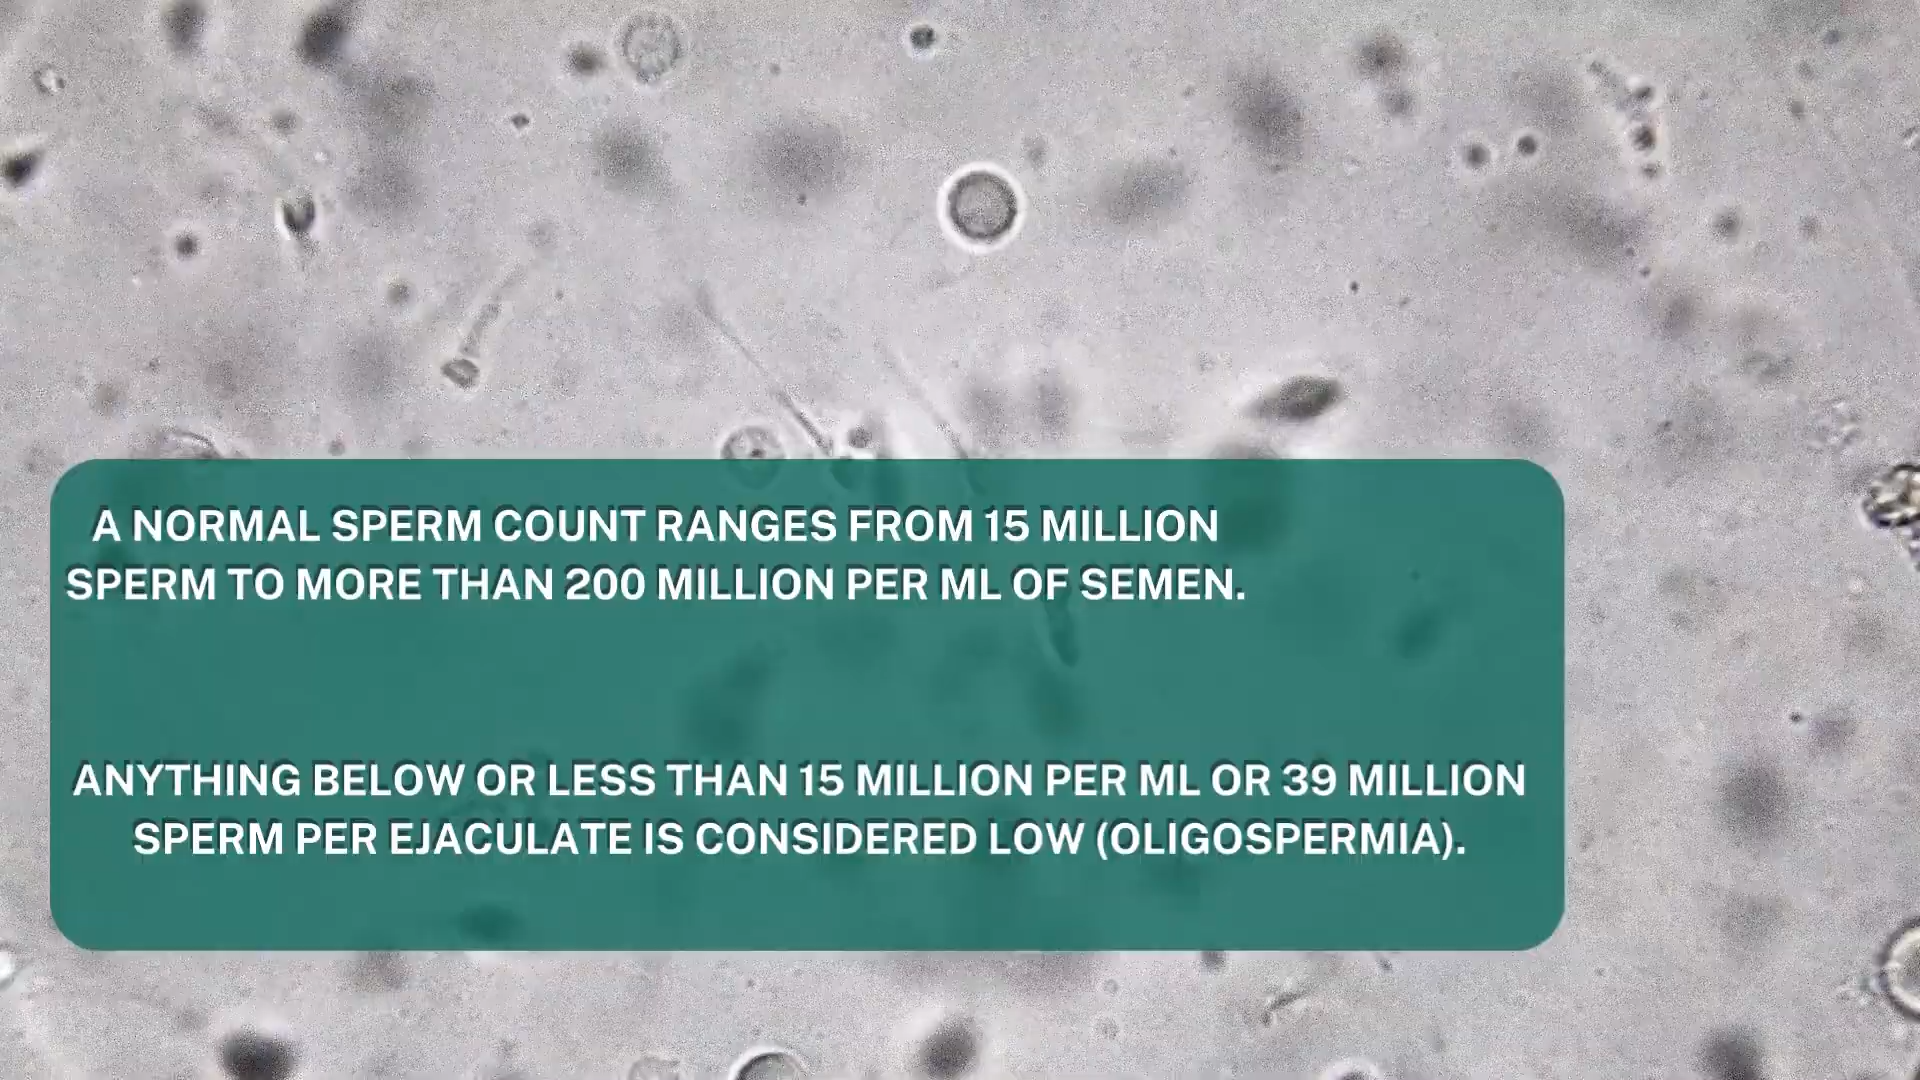 A NORMAL SPERM COUNT RANGES FROM 15 MILLION
SPERM TO MORE THAN 200 MILLION PER ML OF SEMEN.
ANYTHING BELOW OR LESS THAN 15 MILLION PER ML OR 39 MILLION
SPERM PER EJACULATE IS CONSIDERED LOW (OLIGOSPERMIA).